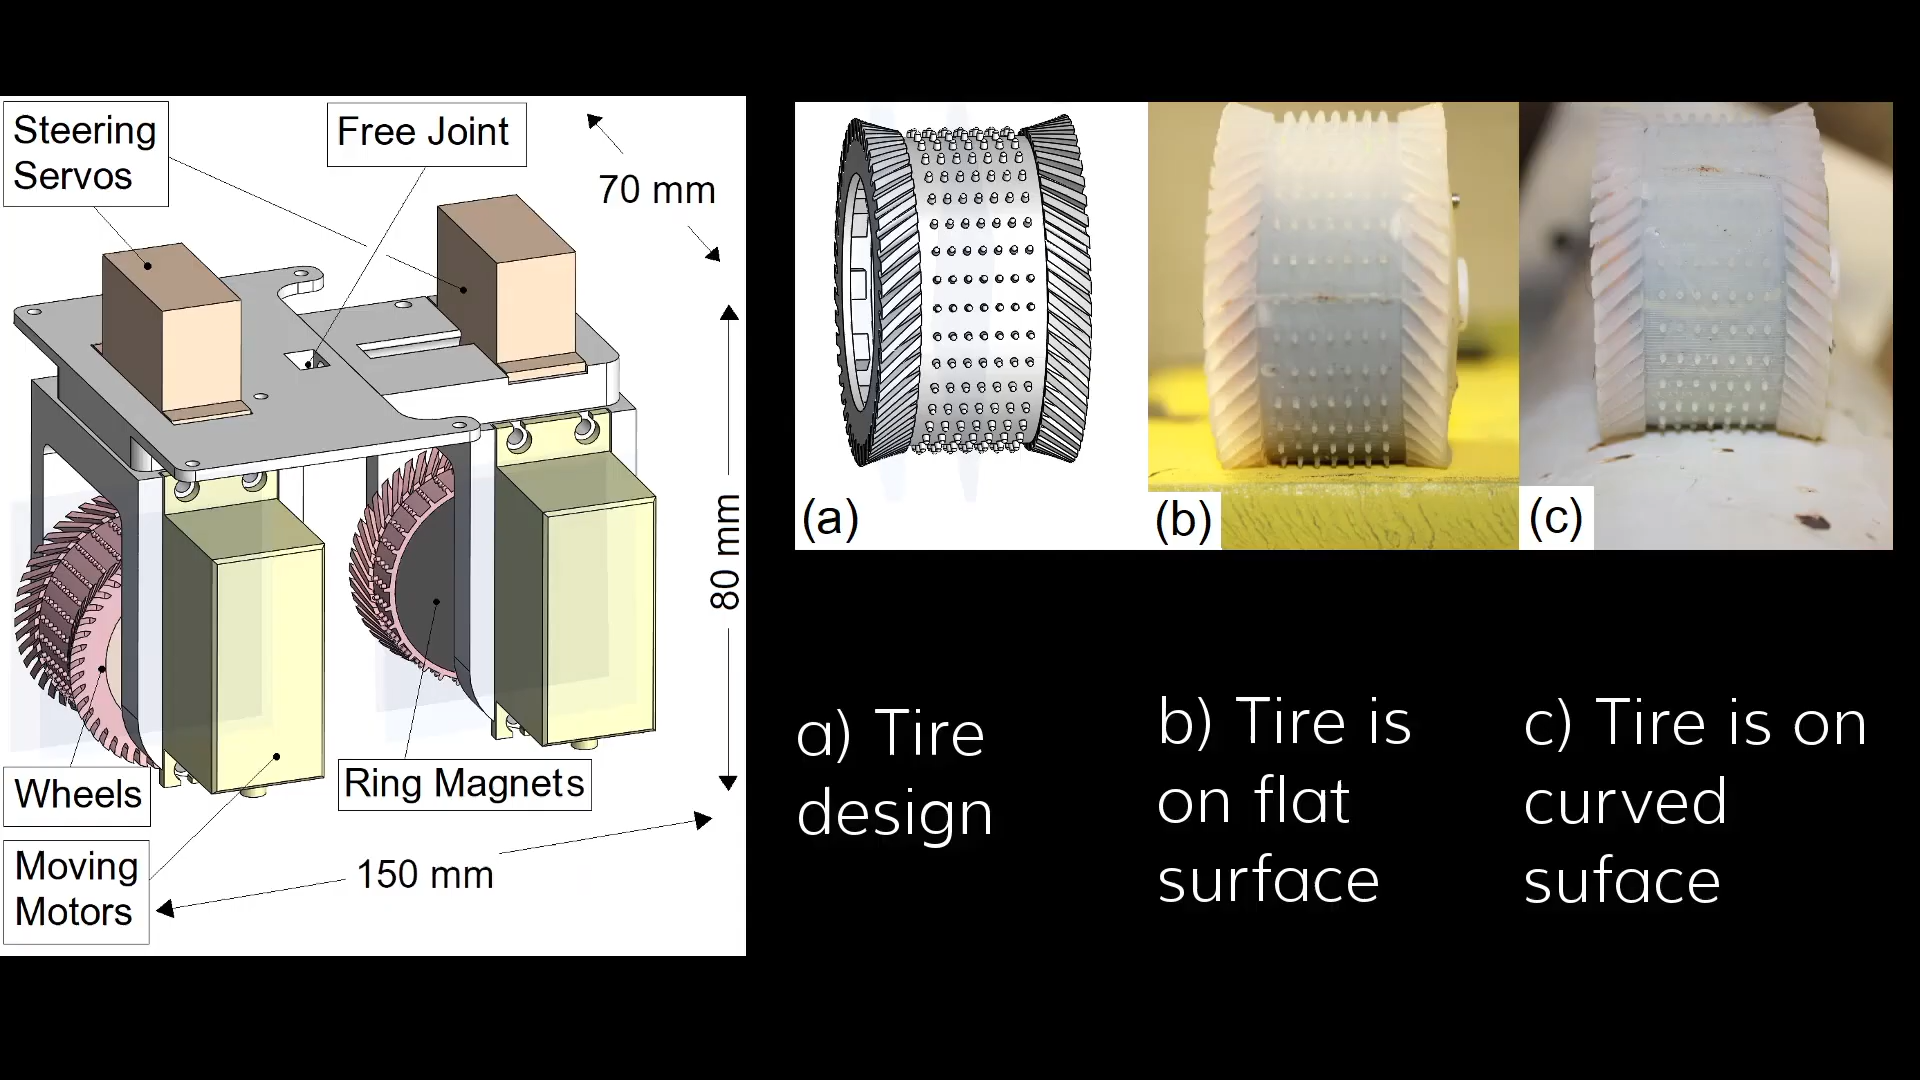 Steering
Servos
Free Joint
70 mm
80 mm
Wheels
Ring Magnets
Moving
Motors
150 mm
(a)
(b)
(c)
a) Tire
design
b) Tire is
on flat
surface
c) Tire is on
curved
suface